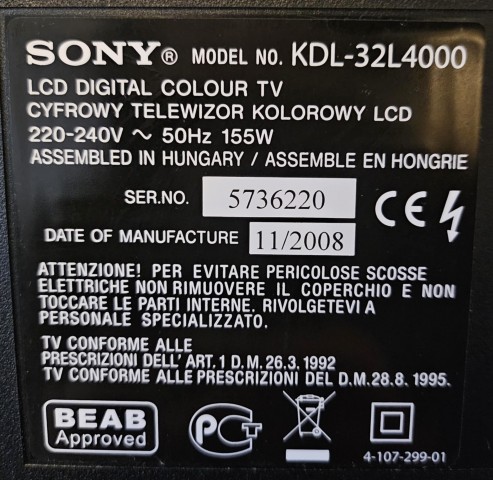 SONY® MODEL NO. KDL-32L4000
LCD DIGITAL COLOUR TV
CYFROWY TELEWIZOR KOLOROWY LCD
220-240V ~ 50Hz 155W
ASSEMBLED IN HUNGARY / ASSEMBLE EN HONGRIE
SER.NO. 5736220
CE
DATE OF MANUFACTURE 11/2008
ATTENZIONE! PER EVITARE PERICOLOSE SCOSSE
ELETTRICHE NON RIMUOVERE IL COPERCHIO E NON
TOCCARE LE PARTI INTERNE. RIVOLGETEVI A
PERSONALE SPECIALIZZATO.
TV CONFORME ALLE
PRESCRIZIONI DELL' ART.1 D.M.26.3.1992
TV CONFORME ALLE PRESCRIZIONI DEL D.M.28.8. 1995.
BEAB
Approved
PCT
4-107-299-01